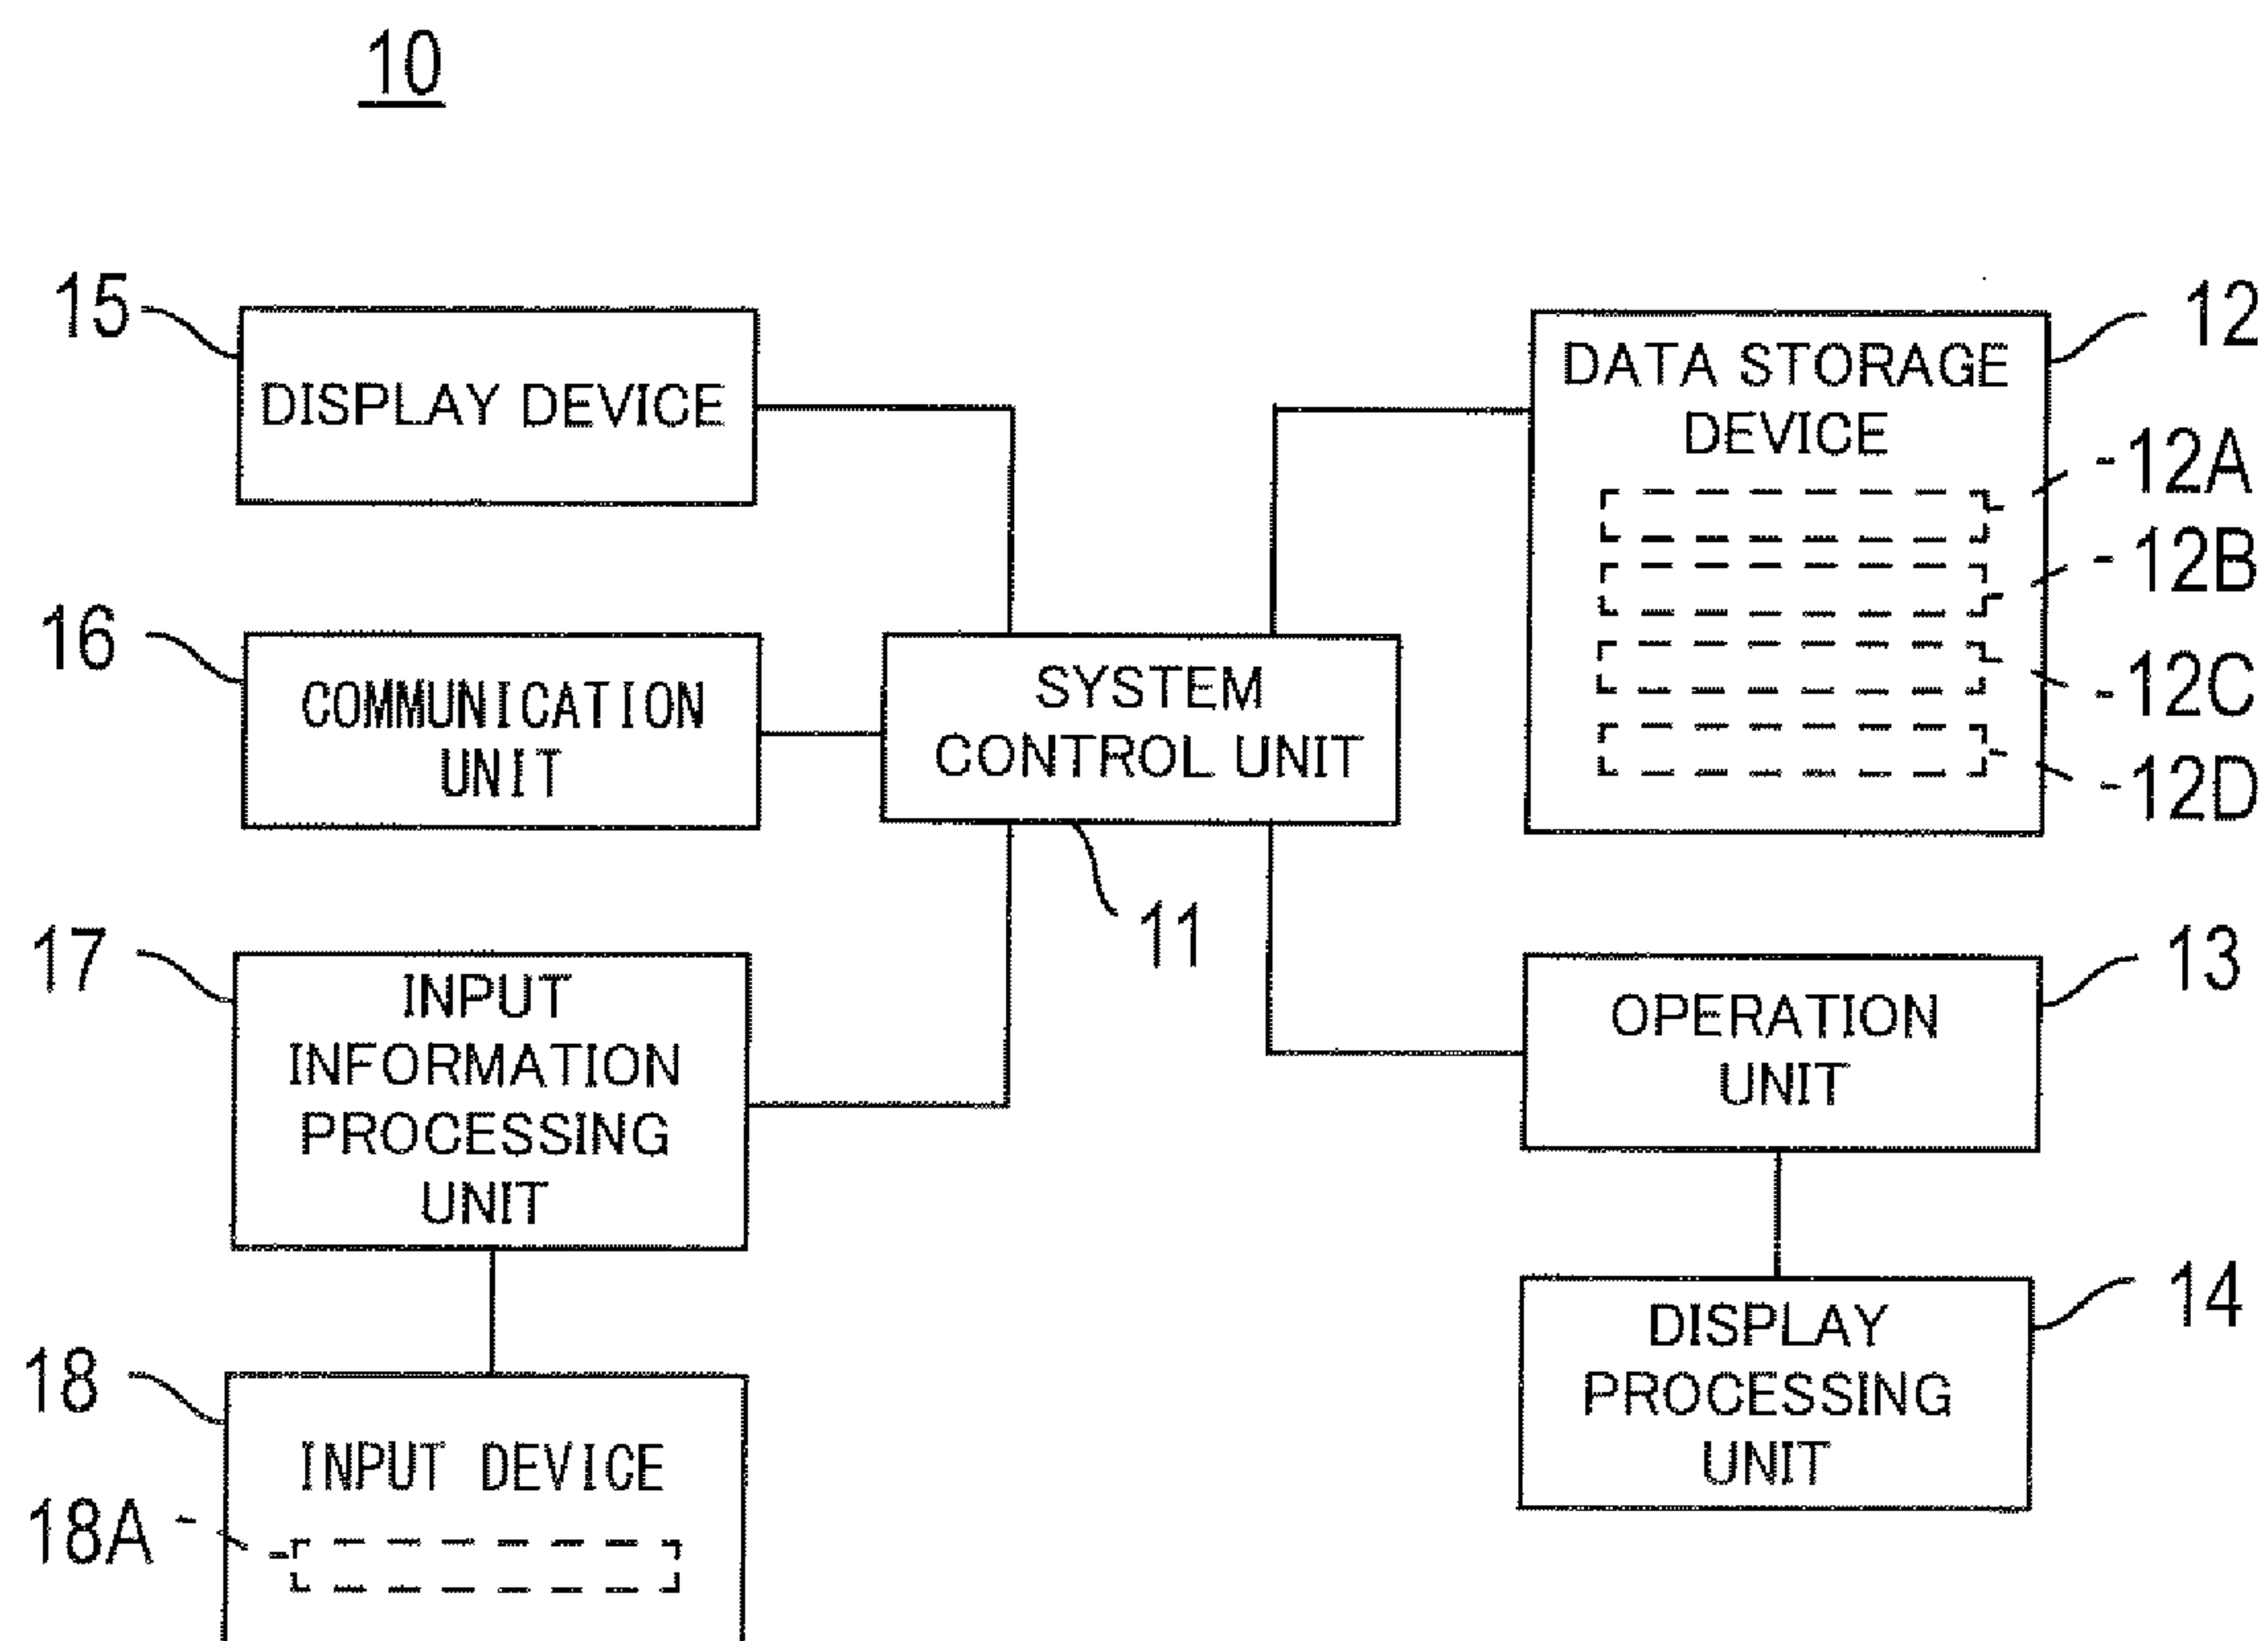 10
15
DISPLAY DEVICE
12
DATA STORAGE
DEVICE
12A
12B
12C
12D
16
COMMUNICATION
UNIT
SYSTEM
CONTROL UNIT
11
17
INPUT
INFORMATION
PROCESSING
UNIT
13
OPERATION
UNIT
18
INPUT DEVICE
18A
14
DISPLAY
PROCESSING
UNIT